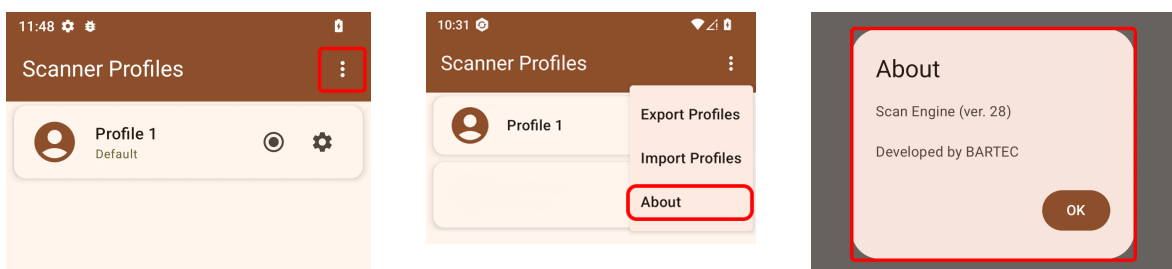 11:48
Scanner Profiles
Profile 1
Default
10:31
Scanner Profiles
Profile 1
Export Profiles
Import Profiles
About
About
Scan Engine (ver. 28)
Developed by BARTEC
OK